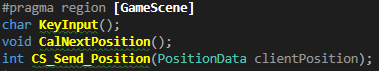 #pragma region [GameScene]
char KeyInput();
void CalNextPosition();
int CS_Send_Position(PositionData clientPosition);